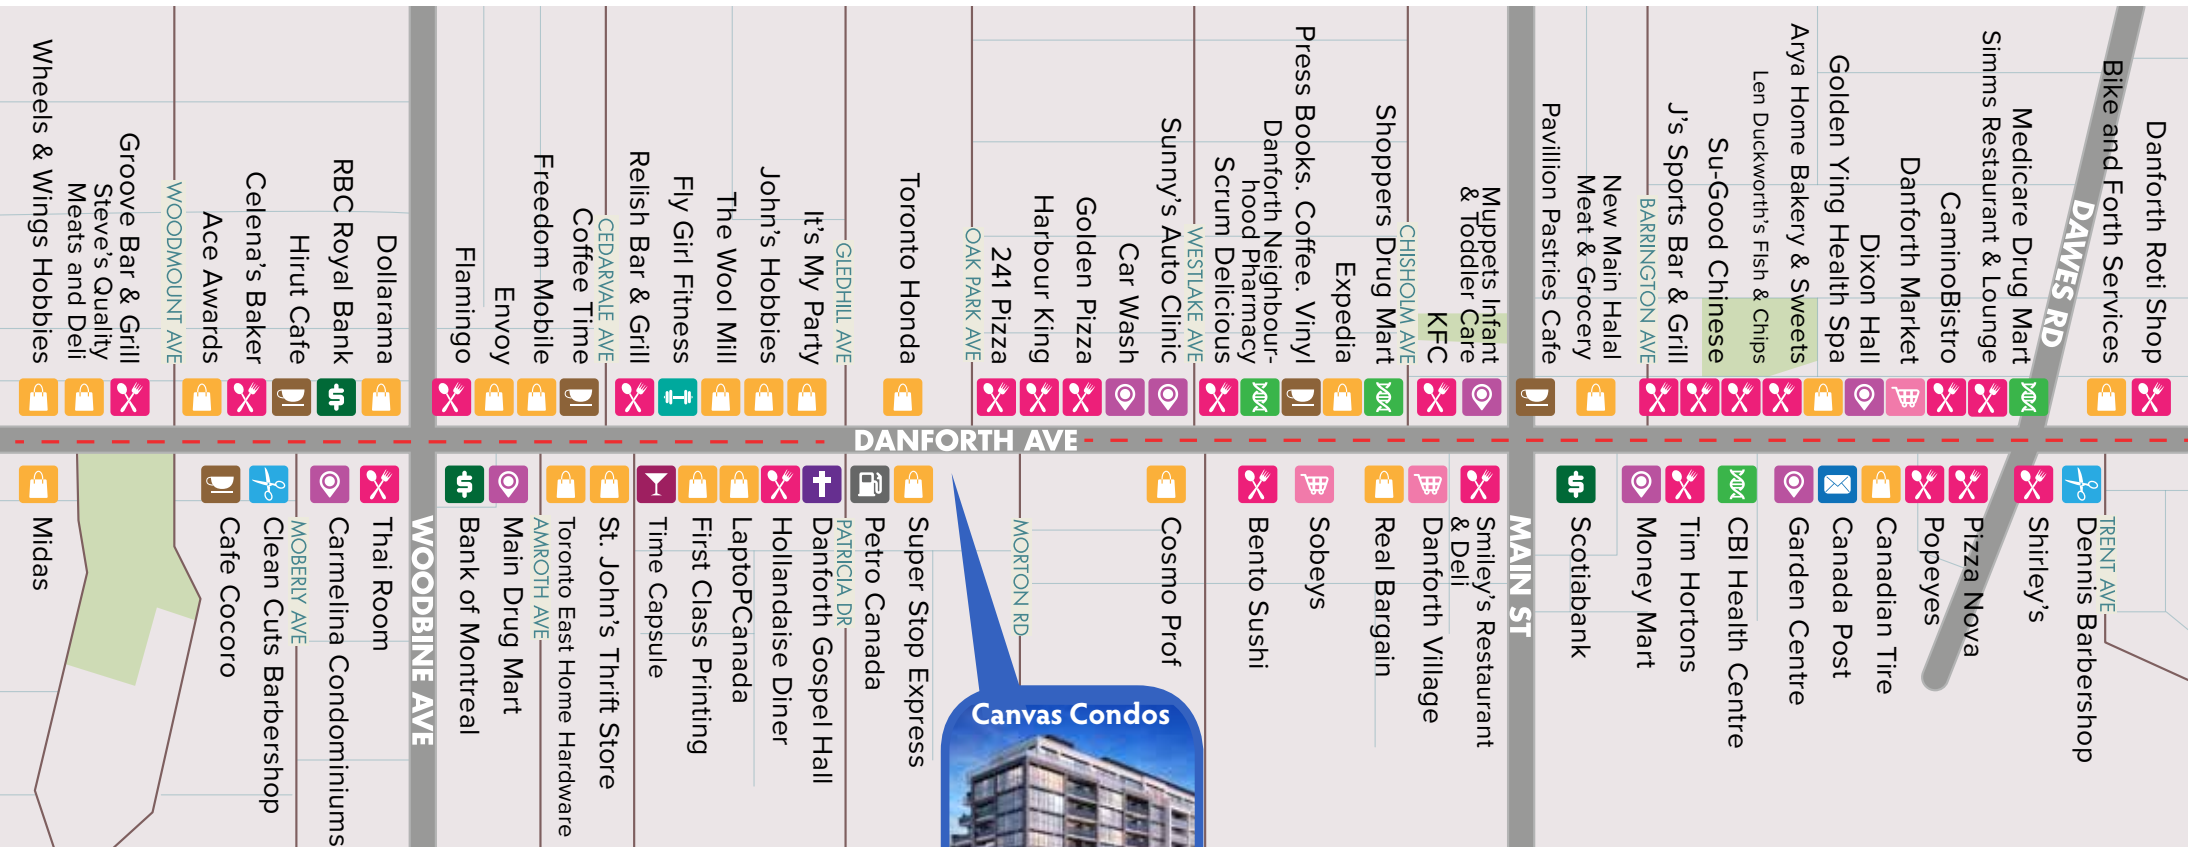 Wheels & Wings Hobbies
Steve's Quality
Meats and Deli
Groove Bar & Grill
WOODMOUNT AVE
Ace Awards
Celena's Baker
Hirut Cafe
RBC Royal Bank
Dollarama
Flamingo
Envoy
Freedom Mobile
Coffee Time
CEDARVALE AVE
Relish Bar & Grill
Fly Girl Fitness
The Wool Mill
John's Hobbies
It's My Party
GLEDHILL AVE
Toronto Honda
OAK PARK AVE
241 Pizza
Harbour King
Golden Pizza
Car Wash
Sunny's Auto Clinic
WESTLAKE AVE
Scrum Delicious
Danforth Neighbour-
hood Pharmacy
Press Books. Coffee. Vinyl
Expedia
Shoppers Drug Mart
CHISHOLM AVE
KFC
Muppets Infant
& Toddler Care
Pavillion Pastries Cafe
New Main Halal
Meat & Grocery
BARRINGTON AVE
J's Sports Bar & Grill
Su-Good Chinese
Len Duckworth's FIsh & Chips
Arya Home Bakery & Sweets
Golden Ying Health Spa
Dixon Hall
Danforth Market
CaminoBistro
Simms Restaurant & Lounge
Medicare Drug Mart
DAWES RD
Bike and Forth Services
Danforth Roti Shop
DANFORTH AVE
Midas
Cafe Cocoro
Clean Cuts Barbershop
MOBERLY AVE
Carmelina Condominiums
Thai Room
WOODBINE AVE
Bank of Montreal
Main Drug Mart
AMROTH AVE
Toronto East Home Hardware
St. John's Thrift Store
Time Capsule
First Class Printing
LaptoPCanada
Hollandaise Diner
Danforth Gospel Hall
PATRICIA DR
Petro Canada
Super Stop Express
Canvas Condos
MORTON RD
Cosmo Prof
Bento Sushi
Sobeys
Real Bargain
Danforth Village
Smiley's Restaurant
& Deli
MAIN ST
Scotiabank
Money Mart
Tim Hortons
CBI Health Centre
Garden Centre
Canada Post
Canadian Tire
Popeyes
Pizza Nova
Shirley's
Dennis Barbershop
TRENT AVE